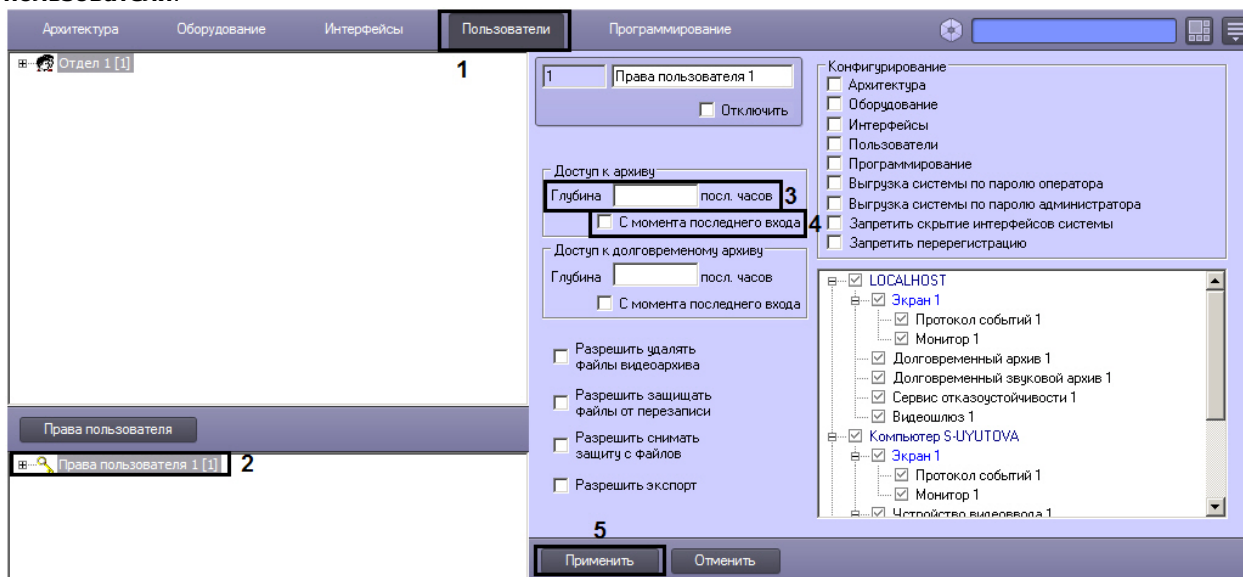 Архитектура Оборудование Интерфейсы Пользователи Программирование
1
Отдел 1 [1]
Права пользователя
Права пользователя 1 [1] 2
1 Права пользователя 1
Отключить
Доступ к архиву
Глубина посл. часов 3
С момента последнего входа 4
Доступ к долговременому архиву
Глубина посл. часов
С момента последнего входа
Разрешить удалять
файлы видеоархива
Разрешить защищать
файлы от перезаписи
Разрешить снимать
защиту с файлов
Разрешить экспорт
5
Применить Отменить
Конфигурирование
Архитектура
Оборудование
Интерфейсы
Пользователи
Программирование
Выгрузка системы по паролю оператора
Выгрузка системы по паролю администратора
Запретить скрытие интерфейсов системы
Запретить перерегистрацию
LOCALHOST
Экран 1
Протокол событий 1
Монитор 1
Долговременный архив 1
Долговременный звуковой архив 1
Сервис отказоустойчивости 1
Видеошлюз 1
Компьютер S-UYUTOVA
Экран 1
Протокол событий 1
Монитор 1
Устройство видеоввода 1